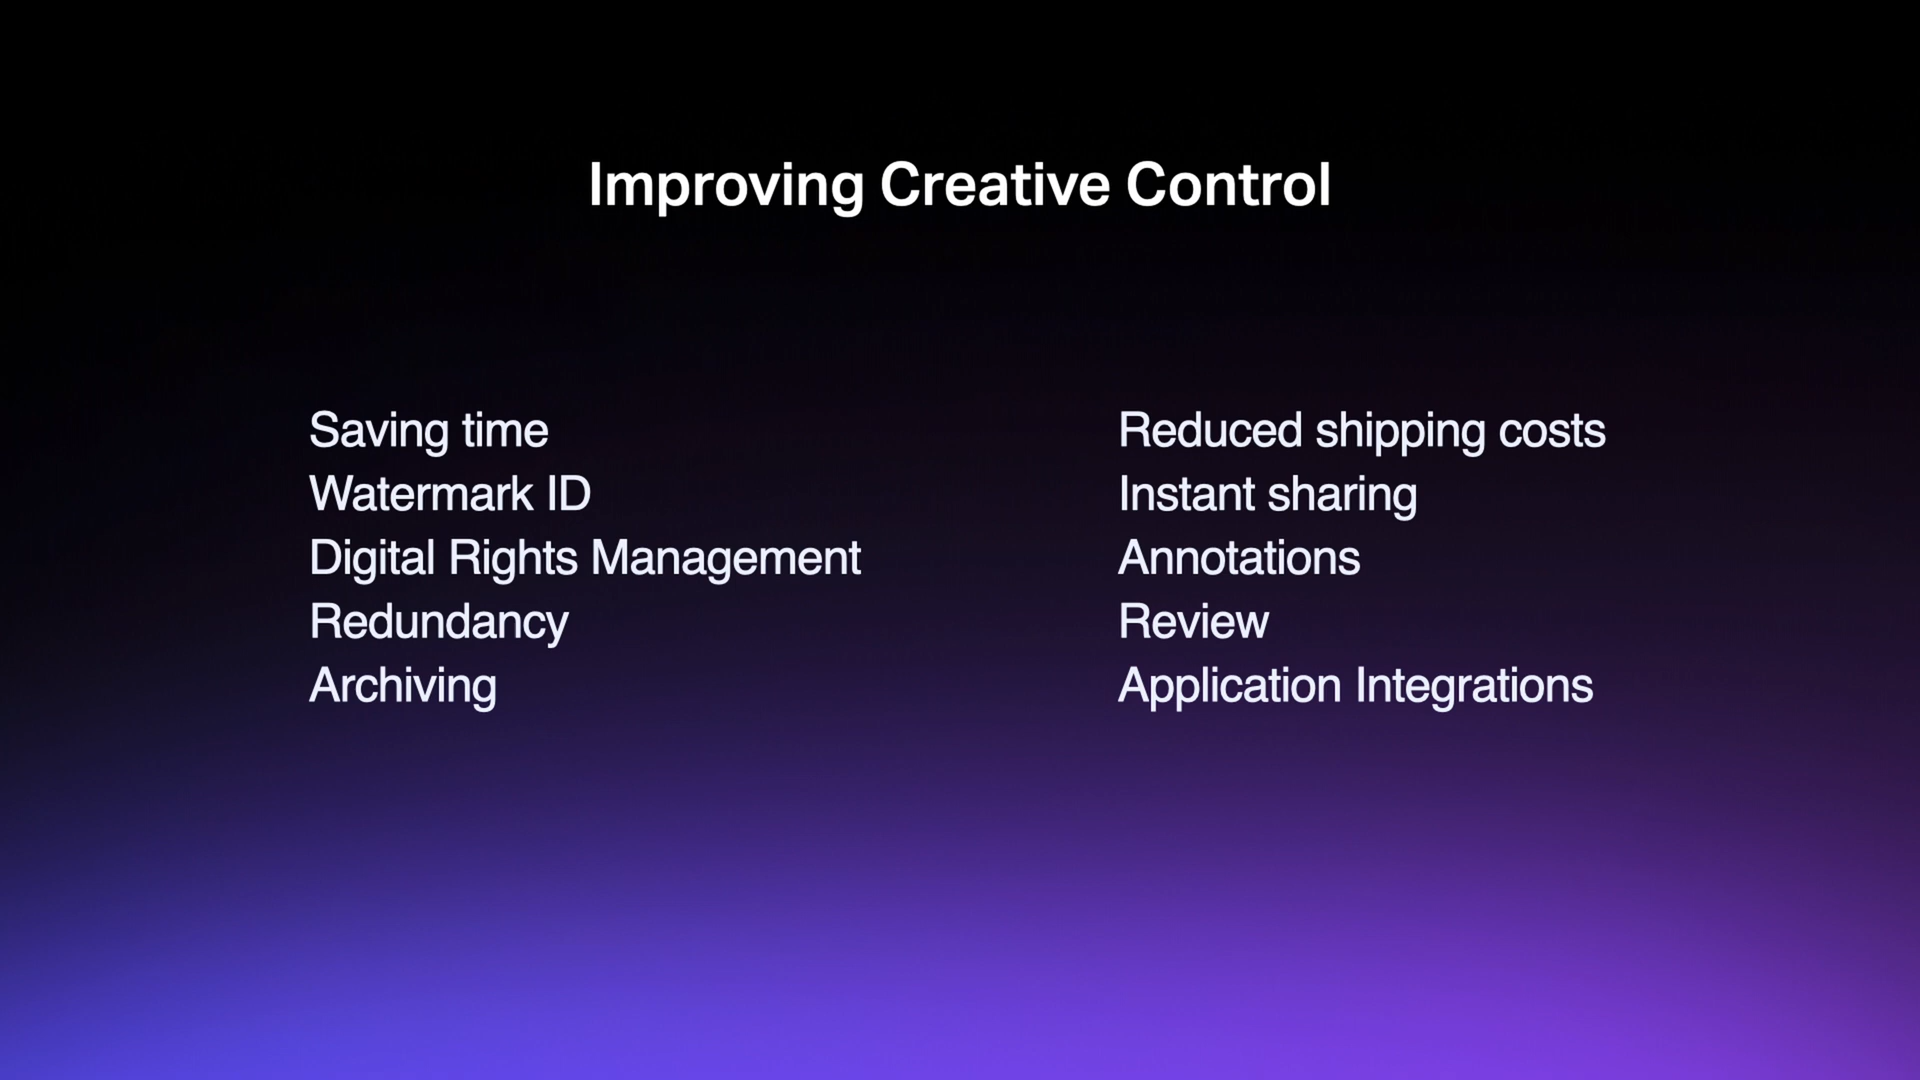 Improving Creative Control
Saving time
Watermark ID
Digital Rights Management
Redundancy
Archiving
Reduced shipping costs
Instant sharing
Annotations
Review
Application Integrations